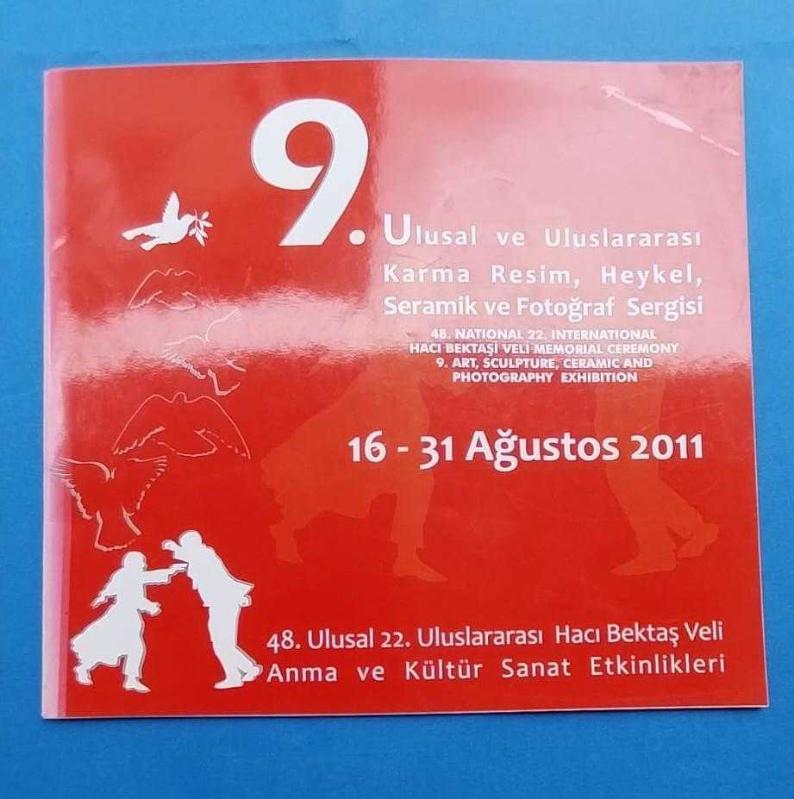 9. Ulusal ve Uluslararası
Karma Resim, Heykel,
Seramik ve Fotoğraf Sergisi
48. NATIONAL 22. INTERNATIONAL
HACI BEKTAŞİ VELİ MEMORIAL CEREMONY
9. ART, SCULPTURE, CERAMIC AND
PHOTOGRAPHY EXHIBITION
16 - 31 Ağustos 2011
48. Ulusal 22. Uluslararası Hacı Bektaş Veli
Anma ve Kültür Sanat Etkinlikleri